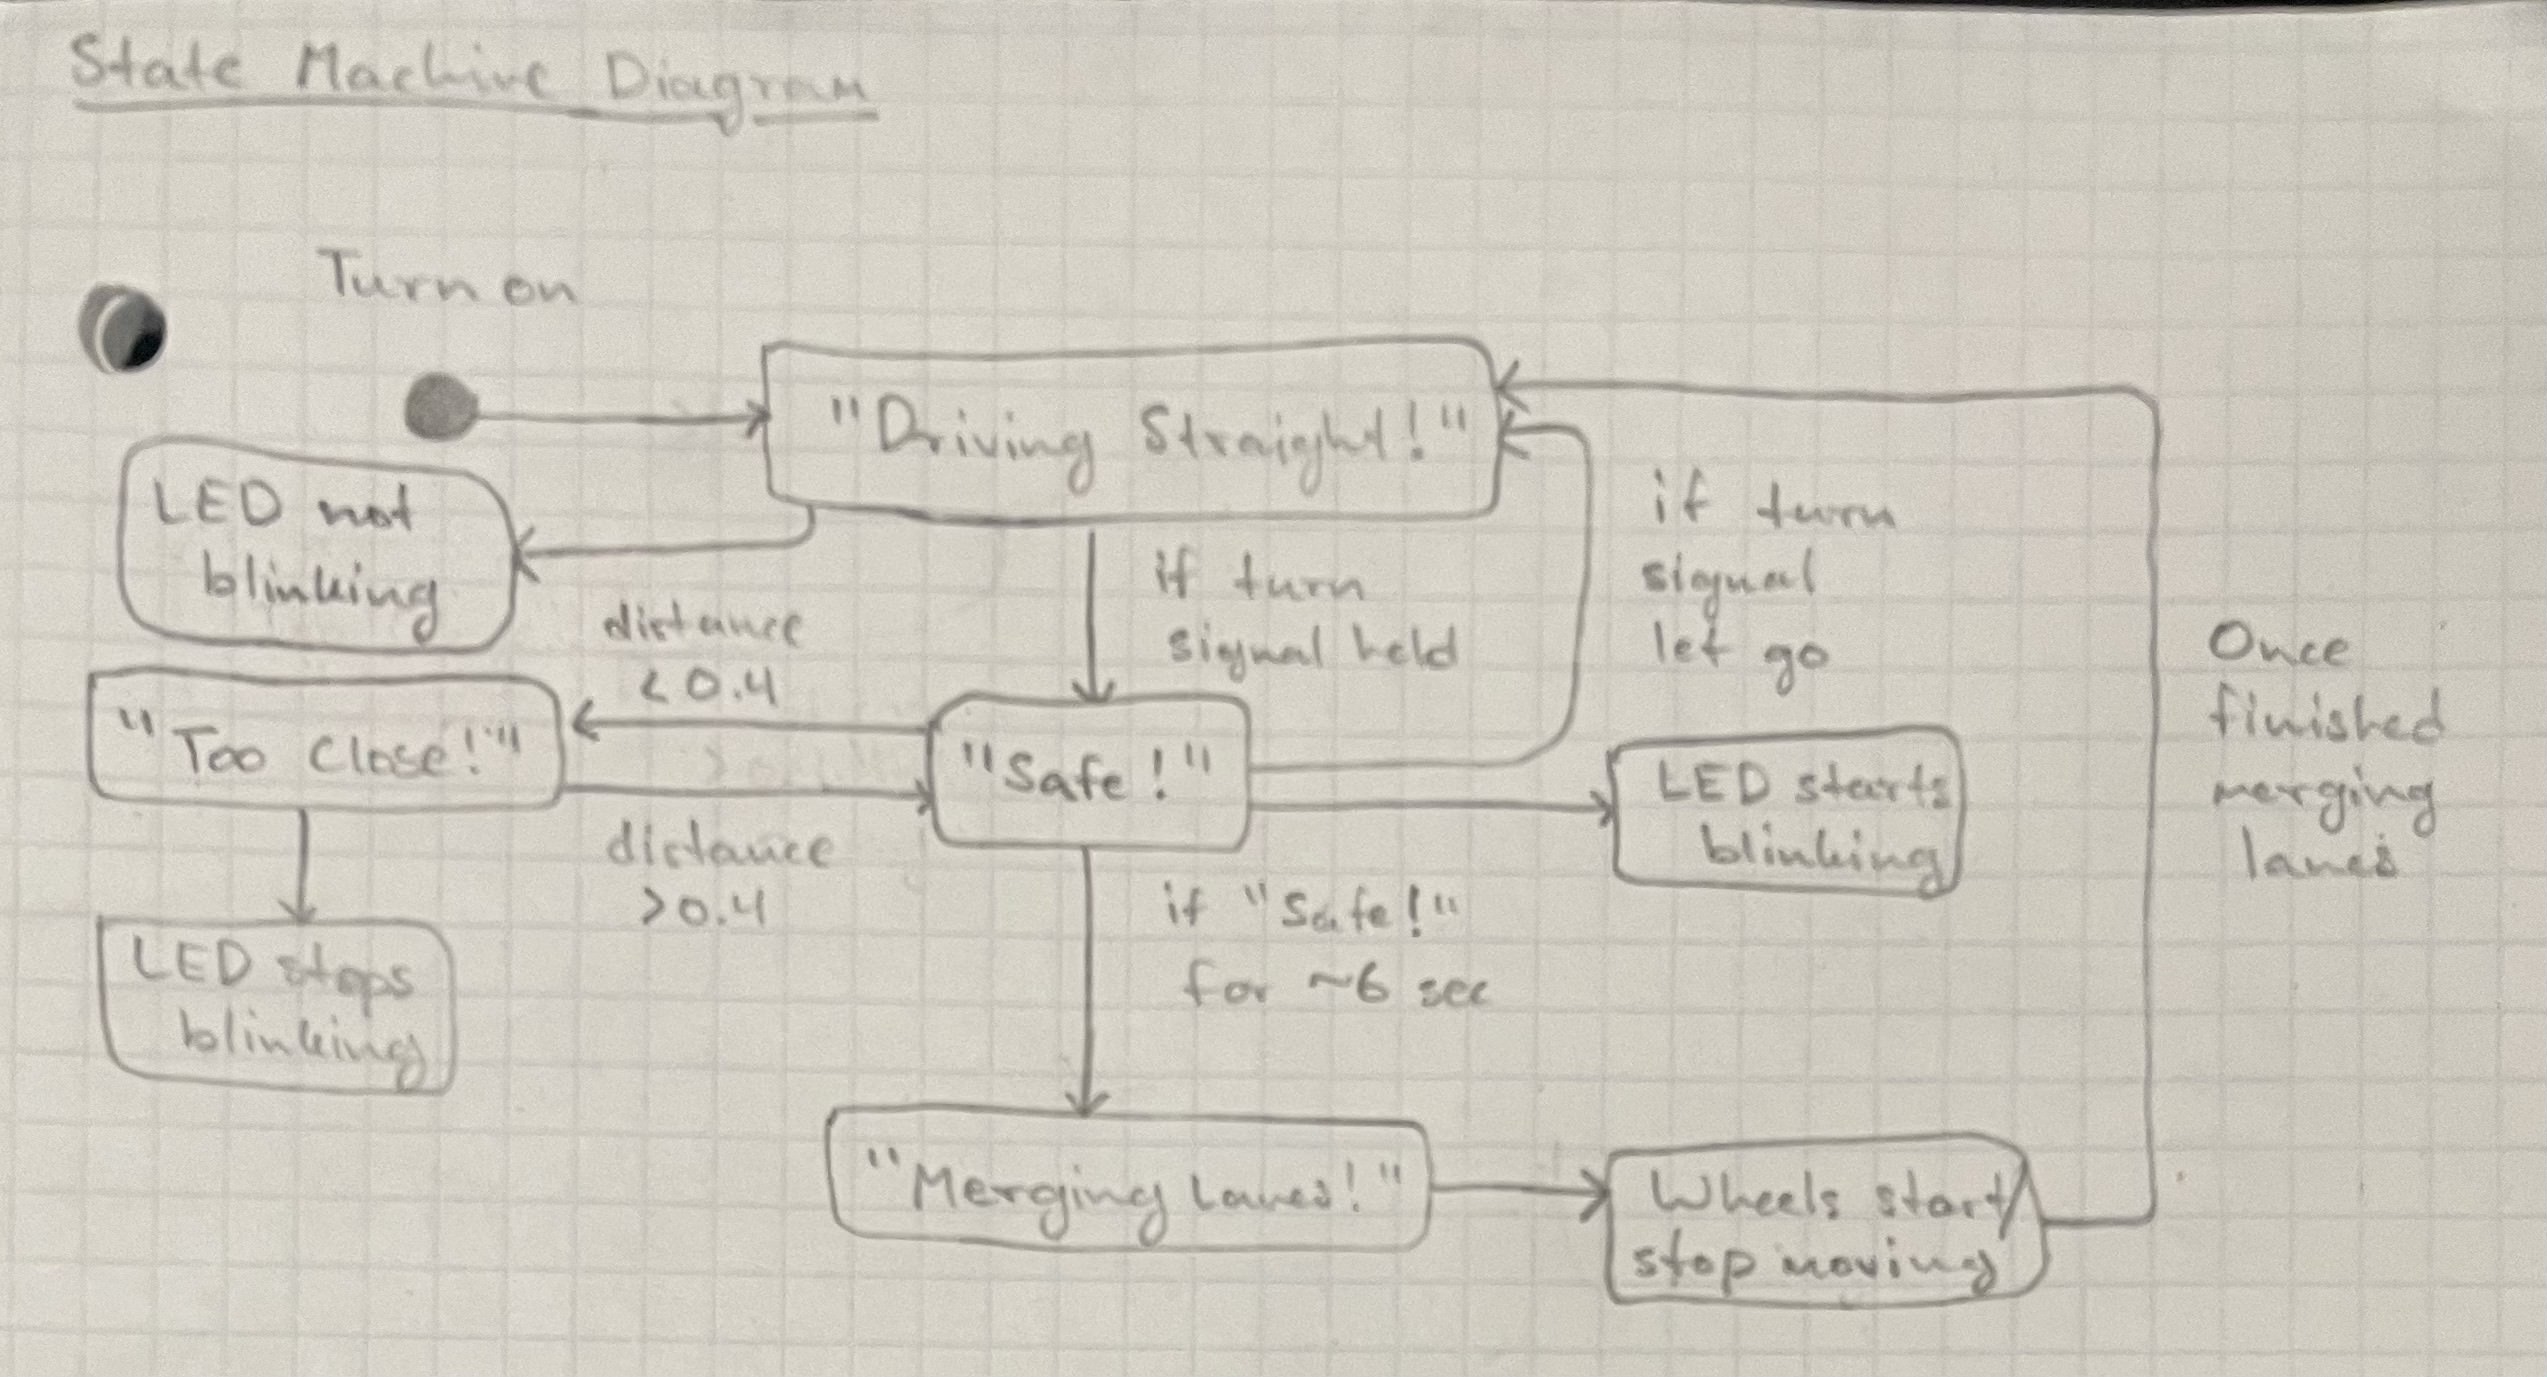 State Machine Diagram
Turn on
"Driving Straight!"
LED not
blinking
if turn
signal held
if turn
signal
let go
distance
< 0.4
"Too Close!"
"Safe!"
distance
>0.4
LED starts
blinking
Once
finished
merging
lanes
LED stops
blinking
if "Safe!"
for ~6 sec
"Merging Lanes!"
Wheels start/
stop moving